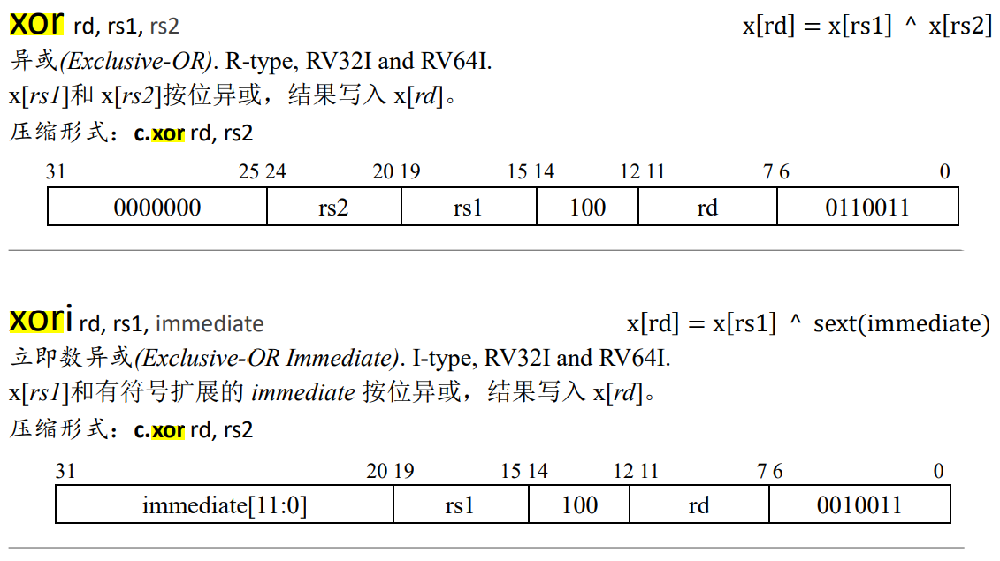 xor rd, rs1, rs2 x[rd] = x[rs1] ^ x[rs2]
异或(Exclusive-OR). R-type, RV32I and RV64I.
x[rs1]和 x[rs2]按位异或，结果写入 x[rd]。
压缩形式：c.xor rd, rs2
31 25 24 20 19 15 14 12 11 7 6 0
0000000 rs2 rs1 100 rd 0110011
xori rd, rs1, immediate x[rd] = x[rs1] ^ sext(immediate)
立即数异或(Exclusive-OR Immediate). I-type, RV32I and RV64I.
x[rs1]和有符号扩展的 immediate 按位异或，结果写入 x[rd]。
压缩形式：c.xor rd, rs2
31 20 19 15 14 12 11 7 6 0
immediate[11:0] rs1 100 rd 0010011